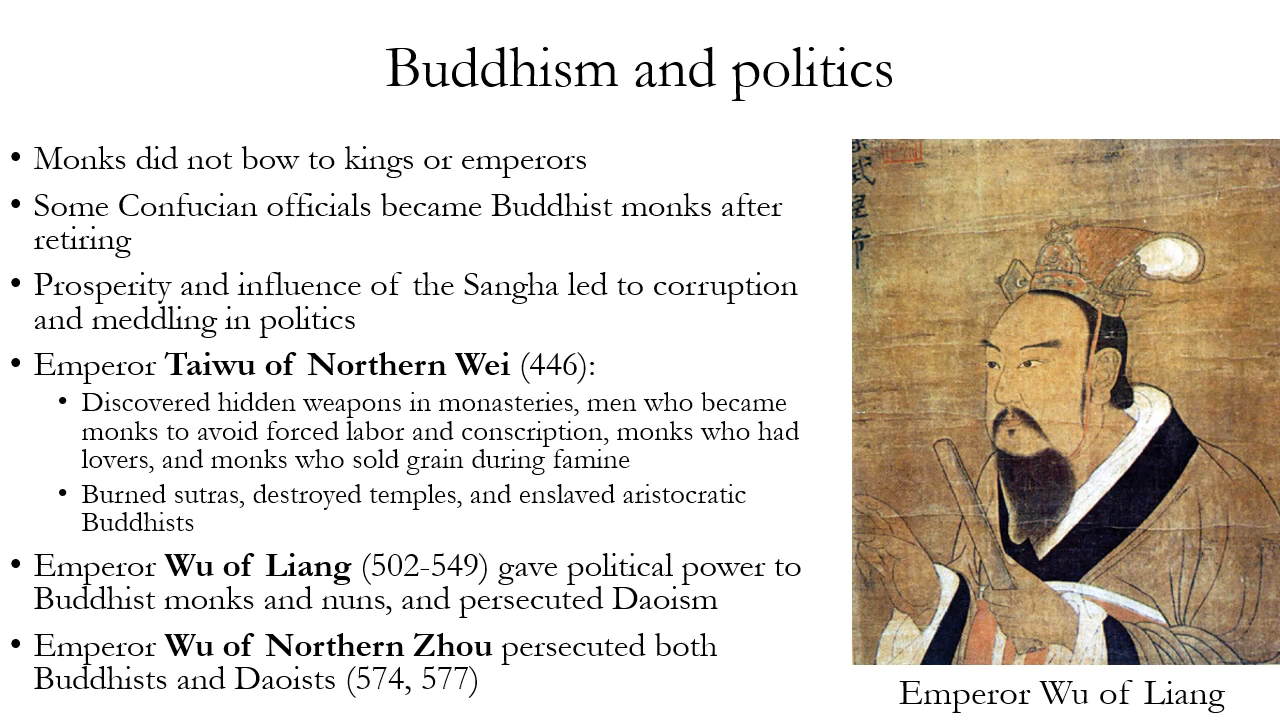 Buddhism and politics
• Monks did not bow to kings or emperors
• Some Confucian officials became Buddhist monks after
retiring
• Prosperity and influence of the Sangha led to corruption
and meddling in politics
• Emperor Taiwu of Northern Wei (446):
• Discovered hidden weapons in monasteries, men who became
monks to avoid forced labor and conscription, monks who had
lovers, and monks who sold grain during famine
• Burned sutras, destroyed temples, and enslaved aristocratic
Buddhists
• Emperor Wu of Liang (502-549) gave political power to
Buddhist monks and nuns, and persecuted Daoism
• Emperor Wu of Northern Zhou persecuted both
Buddhists and Daoists (574, 577)
武皇帝
Emperor Wu of Liang